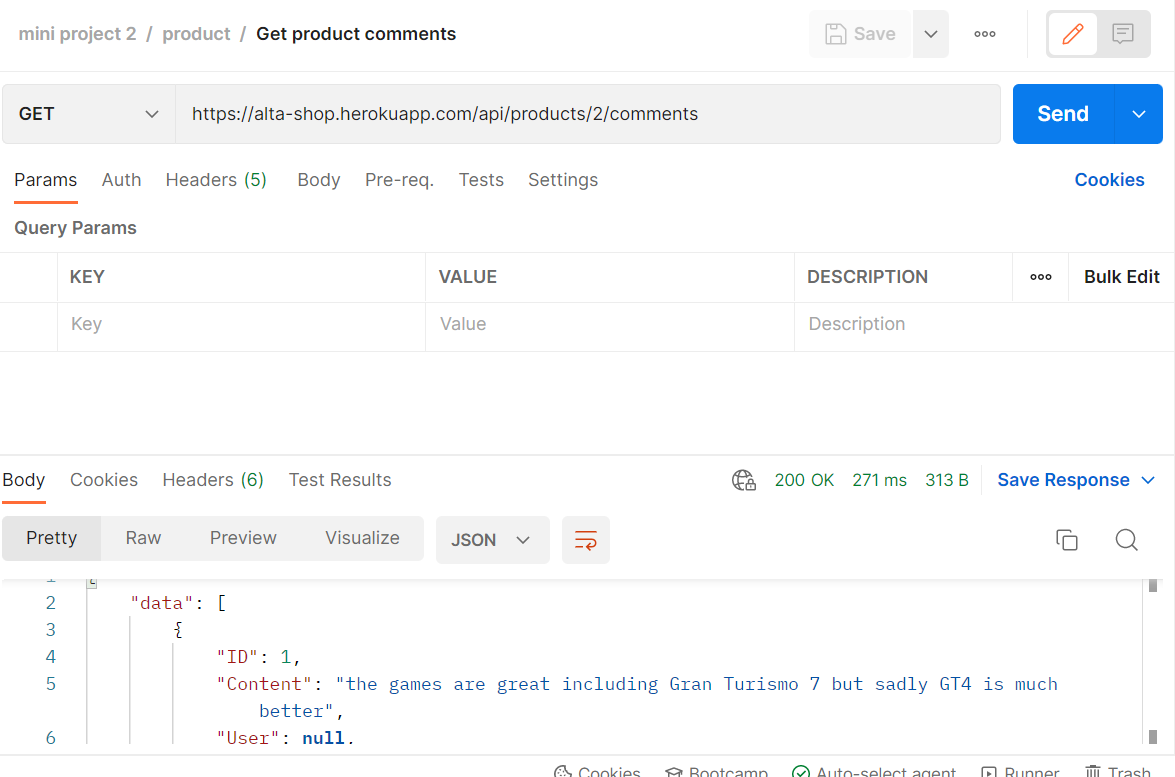 mini project 2 / product / Get product comments Save
GET https://alta-shop.herokuapp.com/api/products/2/comments Send
Params Auth Headers (5) Body Pre-req. Tests Settings Cookies
Query Params
KEY VALUE DESCRIPTION Bulk Edit
Key Value Description
Body Cookies Headers (6) Test Results 200 OK 271 ms 313 B Save Response
Pretty Raw Preview Visualize JSON
1 {
2 "data": [
3 {
4 "ID": 1,
5 "Content": "the games are great including Gran Turismo 7 but sadly GT4 is much
better",
6 "User": null,
Cookies Bootcamp Auto-select agent Runner Trash